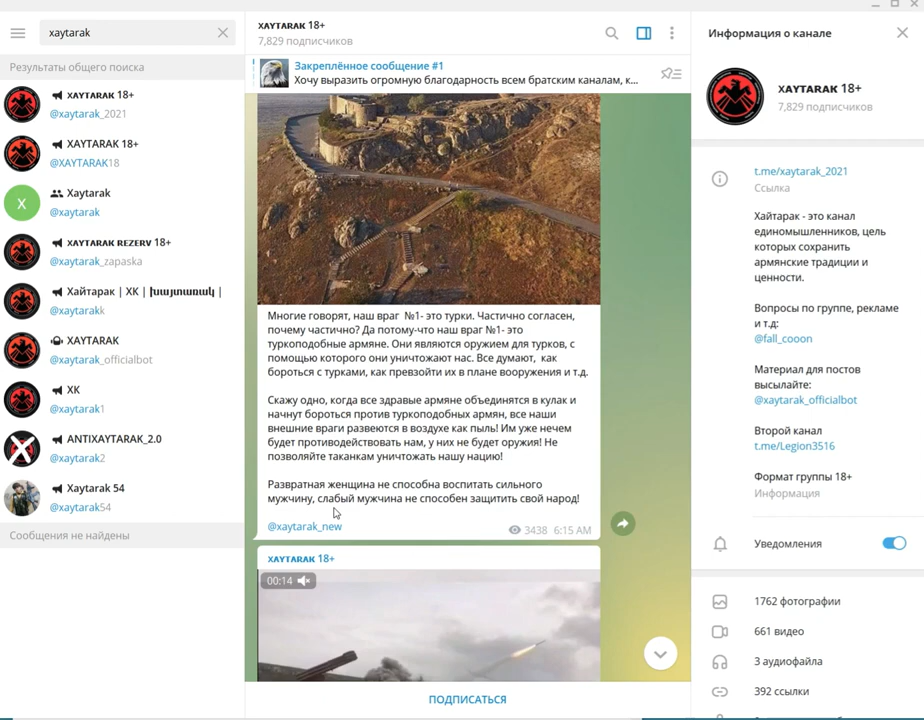 xaytarak
Результаты общего поиска
XAYTARAK 18+
@xaytarak_2021
XAYTARAK 18+
@XAYTARAK18
X
Xaytarak
@xaytarak
XAYTARAK REZERV 18+
@xaytarak_zapaska
Хайтарак | ХК | խայտառակ |
@xaytarakk
XAYTARAK
@xaytarak_officialbot
ХК
@xaytarak1
ANTIXAYTARAK_2.0
@xaytarak2
Xaytarak 54
@xaytarak54
Сообщения не найдены
XAYTARAK 18+
7,829 подписчиков
Закреплённое сообщение #1
Хочу выразить огромную благодарность всем братским каналам, к...
Многие говорят, наш враг №1- это турки. Частично согласен,
почему частично? Да потому-что наш враг №1- это
туркоподобные армяне. Они являются оружием для турков, с
помощью которого они уничтожают нас. Все думают, как
бороться с турками, как превзойти их в плане вооружения и т.д.
Скажу одно, когда все здравые армяне объединятся в кулак и
начнут бороться против туркоподобных армян, все наши
внешние враги развеются в воздухе как пыль! Им уже нечем
будет противодействовать нам, у них не будет оружия! Не
позволяйте таканкам уничтожать нашу нацию!
Развратная женщина не способна воспитать сильного
мужчину, слабый мужчина не способен защитить свой народ!
@xaytarak_new
3438 6:15 AM
XAYTARAK 18+
00:14
ПОДПИСАТЬСЯ
Информация о канале
XAYTARAK 18+
7,829 подписчиков
t.me/xaytarak_2021
Ссылка
Хайтарак - это канал
единомышленников, цель
которых сохранить
армянские традиции и
ценности.
Вопросы по группе, рекламе
и т.д:
@fall_cooon
Материал для постов
высылайте:
@xaytarak_officialbot
Второй канал
t.me/Legion3516
Формат группы 18+
Информация
Уведомления
1762 фотографии
661 видео
3 аудиофайла
392 ссылки